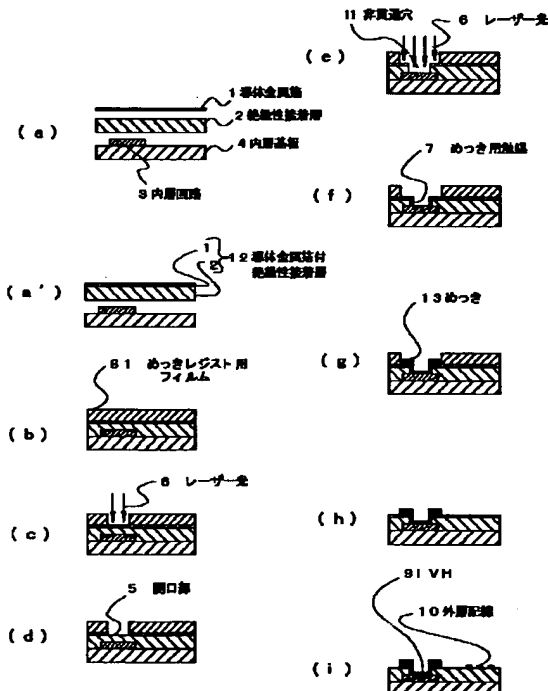 (a)
1 導体金属箔
2 絶縁性接着層
4 内層基板
3 内層回路
(a')
1
2
12 導体金属箔付
絶縁性接着層
81 めっきレジスト用
フィルム
(b)
6 レーザー光
(c)
5 開口部
(d)
11 非貫通穴
6 レーザー光
(e)
7 めっき用触媒
(f)
13 めっき
(g)
(h)
9 IVH
10 外層配線
(i)